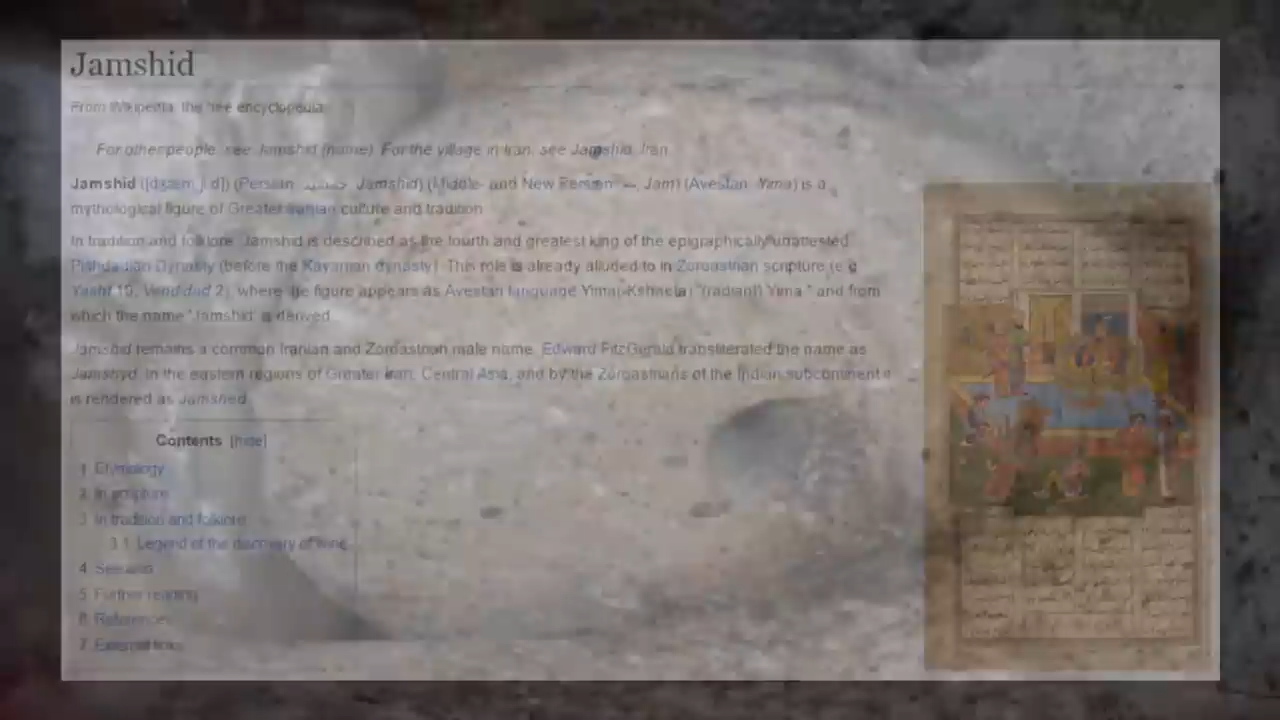 Jamshid
From Wikipedia, the free encyclopedia
For other people, see Jamshid (name). For the village in Iran, see Jamshid, Iran.
Jamshid (Persian: جمشید, Jamshid) (Middle- and New Persian: جم, Jam) (Avestan: Yima) is a
mythological figure of Greater Iranian culture and tradition.
In tradition and folklore, Jamshid is described as the fourth and greatest king of the epigraphically unattested
Pishdadian Dynasty (before the Kayanian dynasty). This role is already alluded to in Zoroastrian scripture (e.g.
Yasht 19, Vendidad 2), where the figure appears as Avestan language Yima(-Kshaeta) "(radiant) Yima," and from
which the name 'Jamshid' is derived.
Jamshid remains a common Iranian and Zoroastrian male name. Edward FitzGerald transliterated the name as
Jamshyd. In the eastern regions of Greater Iran, Central Asia, and by the Zoroastrians of the Indian subcontinent it
is rendered as Jamshed.
Contents [hide]
1 Etymology
2 In scripture
3 In tradition and folklore
3.1 Legend of the discovery of wine
4 See also
5 Further reading
6 References
7 External links